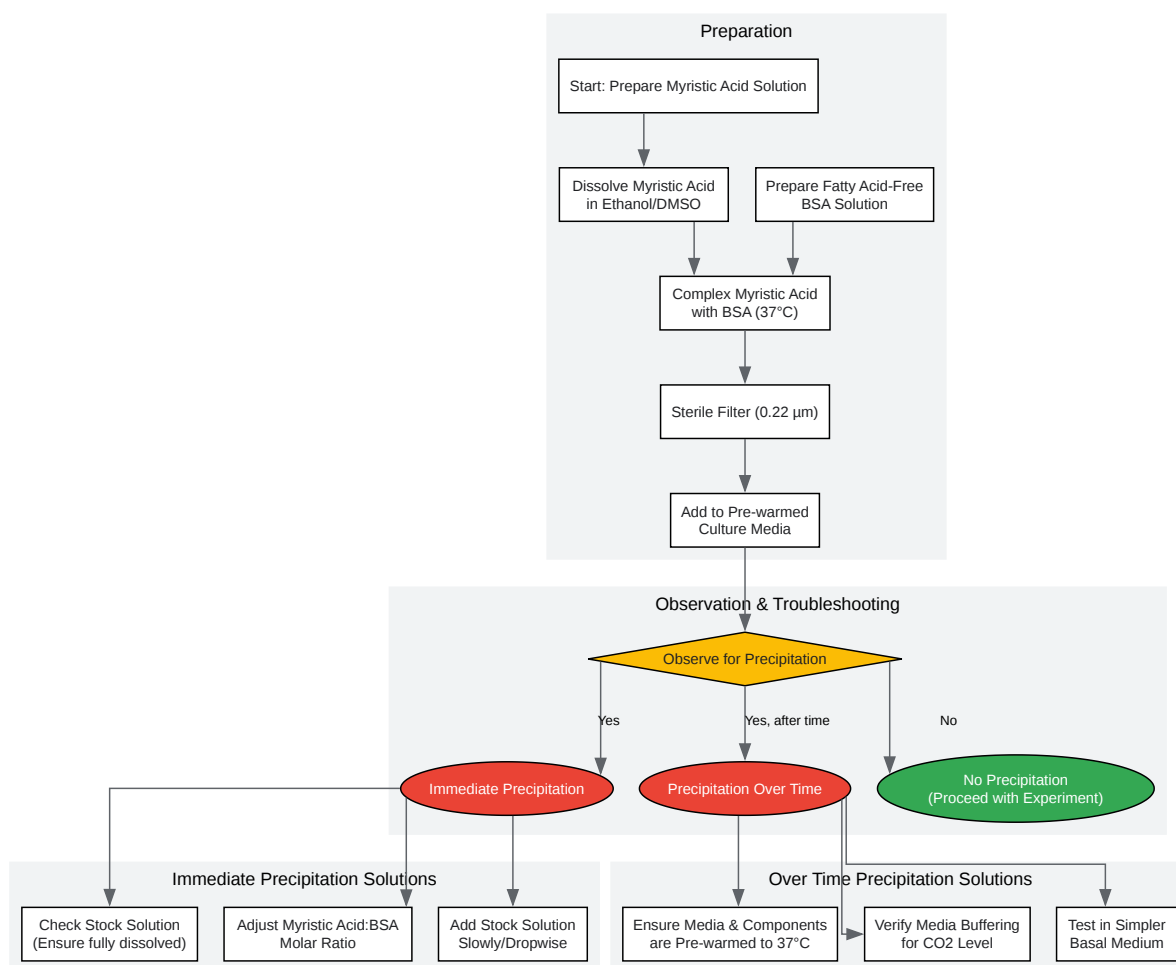 Preparation
Start: Prepare Myristic Acid Solution
Dissolve Myristic Acid
in Ethanol/DMSO
Prepare Fatty Acid-Free
BSA Solution
Complex Myristic Acid
with BSA (37°C)
Sterile Filter (0.22 µm)
Add to Pre-warmed
Culture Media
Observation & Troubleshooting
Observe for Precipitation
Yes
Yes, after time
No
Immediate Precipitation
Precipitation Over Time
No Precipitation
(Proceed with Experiment)
Immediate Precipitation Solutions
Check Stock Solution
(Ensure fully dissolved)
Adjust Myristic Acid:BSA
Molar Ratio
Add Stock Solution
Slowly/Dropwise
Over Time Precipitation Solutions
Ensure Media & Components
are Pre-warmed to 37°C
Verify Media Buffering
for CO2 Level
Test in Simpler
Basal Medium